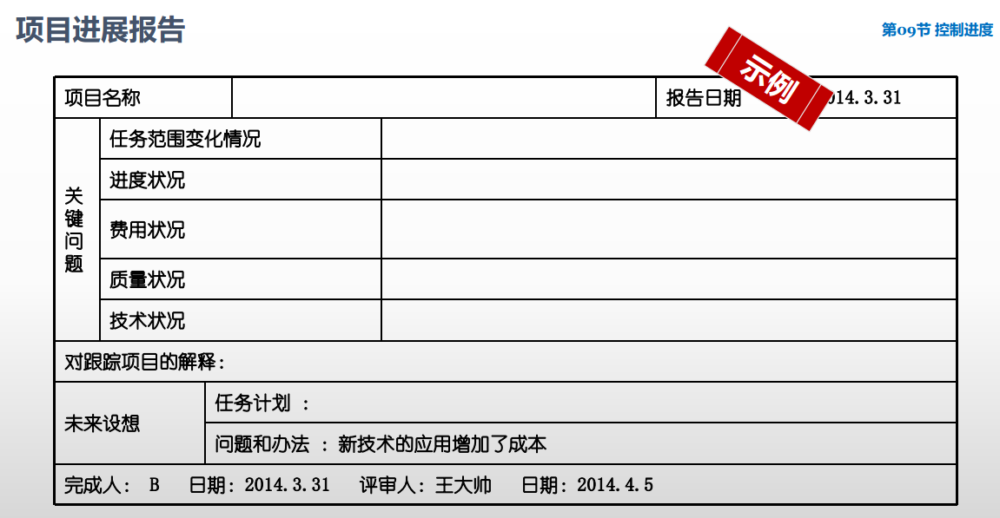 项目进展报告
第09节 控制进度
示例
项目名称
报告日期
14.3.31
关键问题
任务范围变化情况
进度状况
费用状况
质量状况
技术状况
对跟踪项目的解释：
未来设想
任务计划 ：
问题和办法 ：新技术的应用增加了成本
完成人： B 日期：2014.3.31 评审人：王大帅 日期：2014.4.5